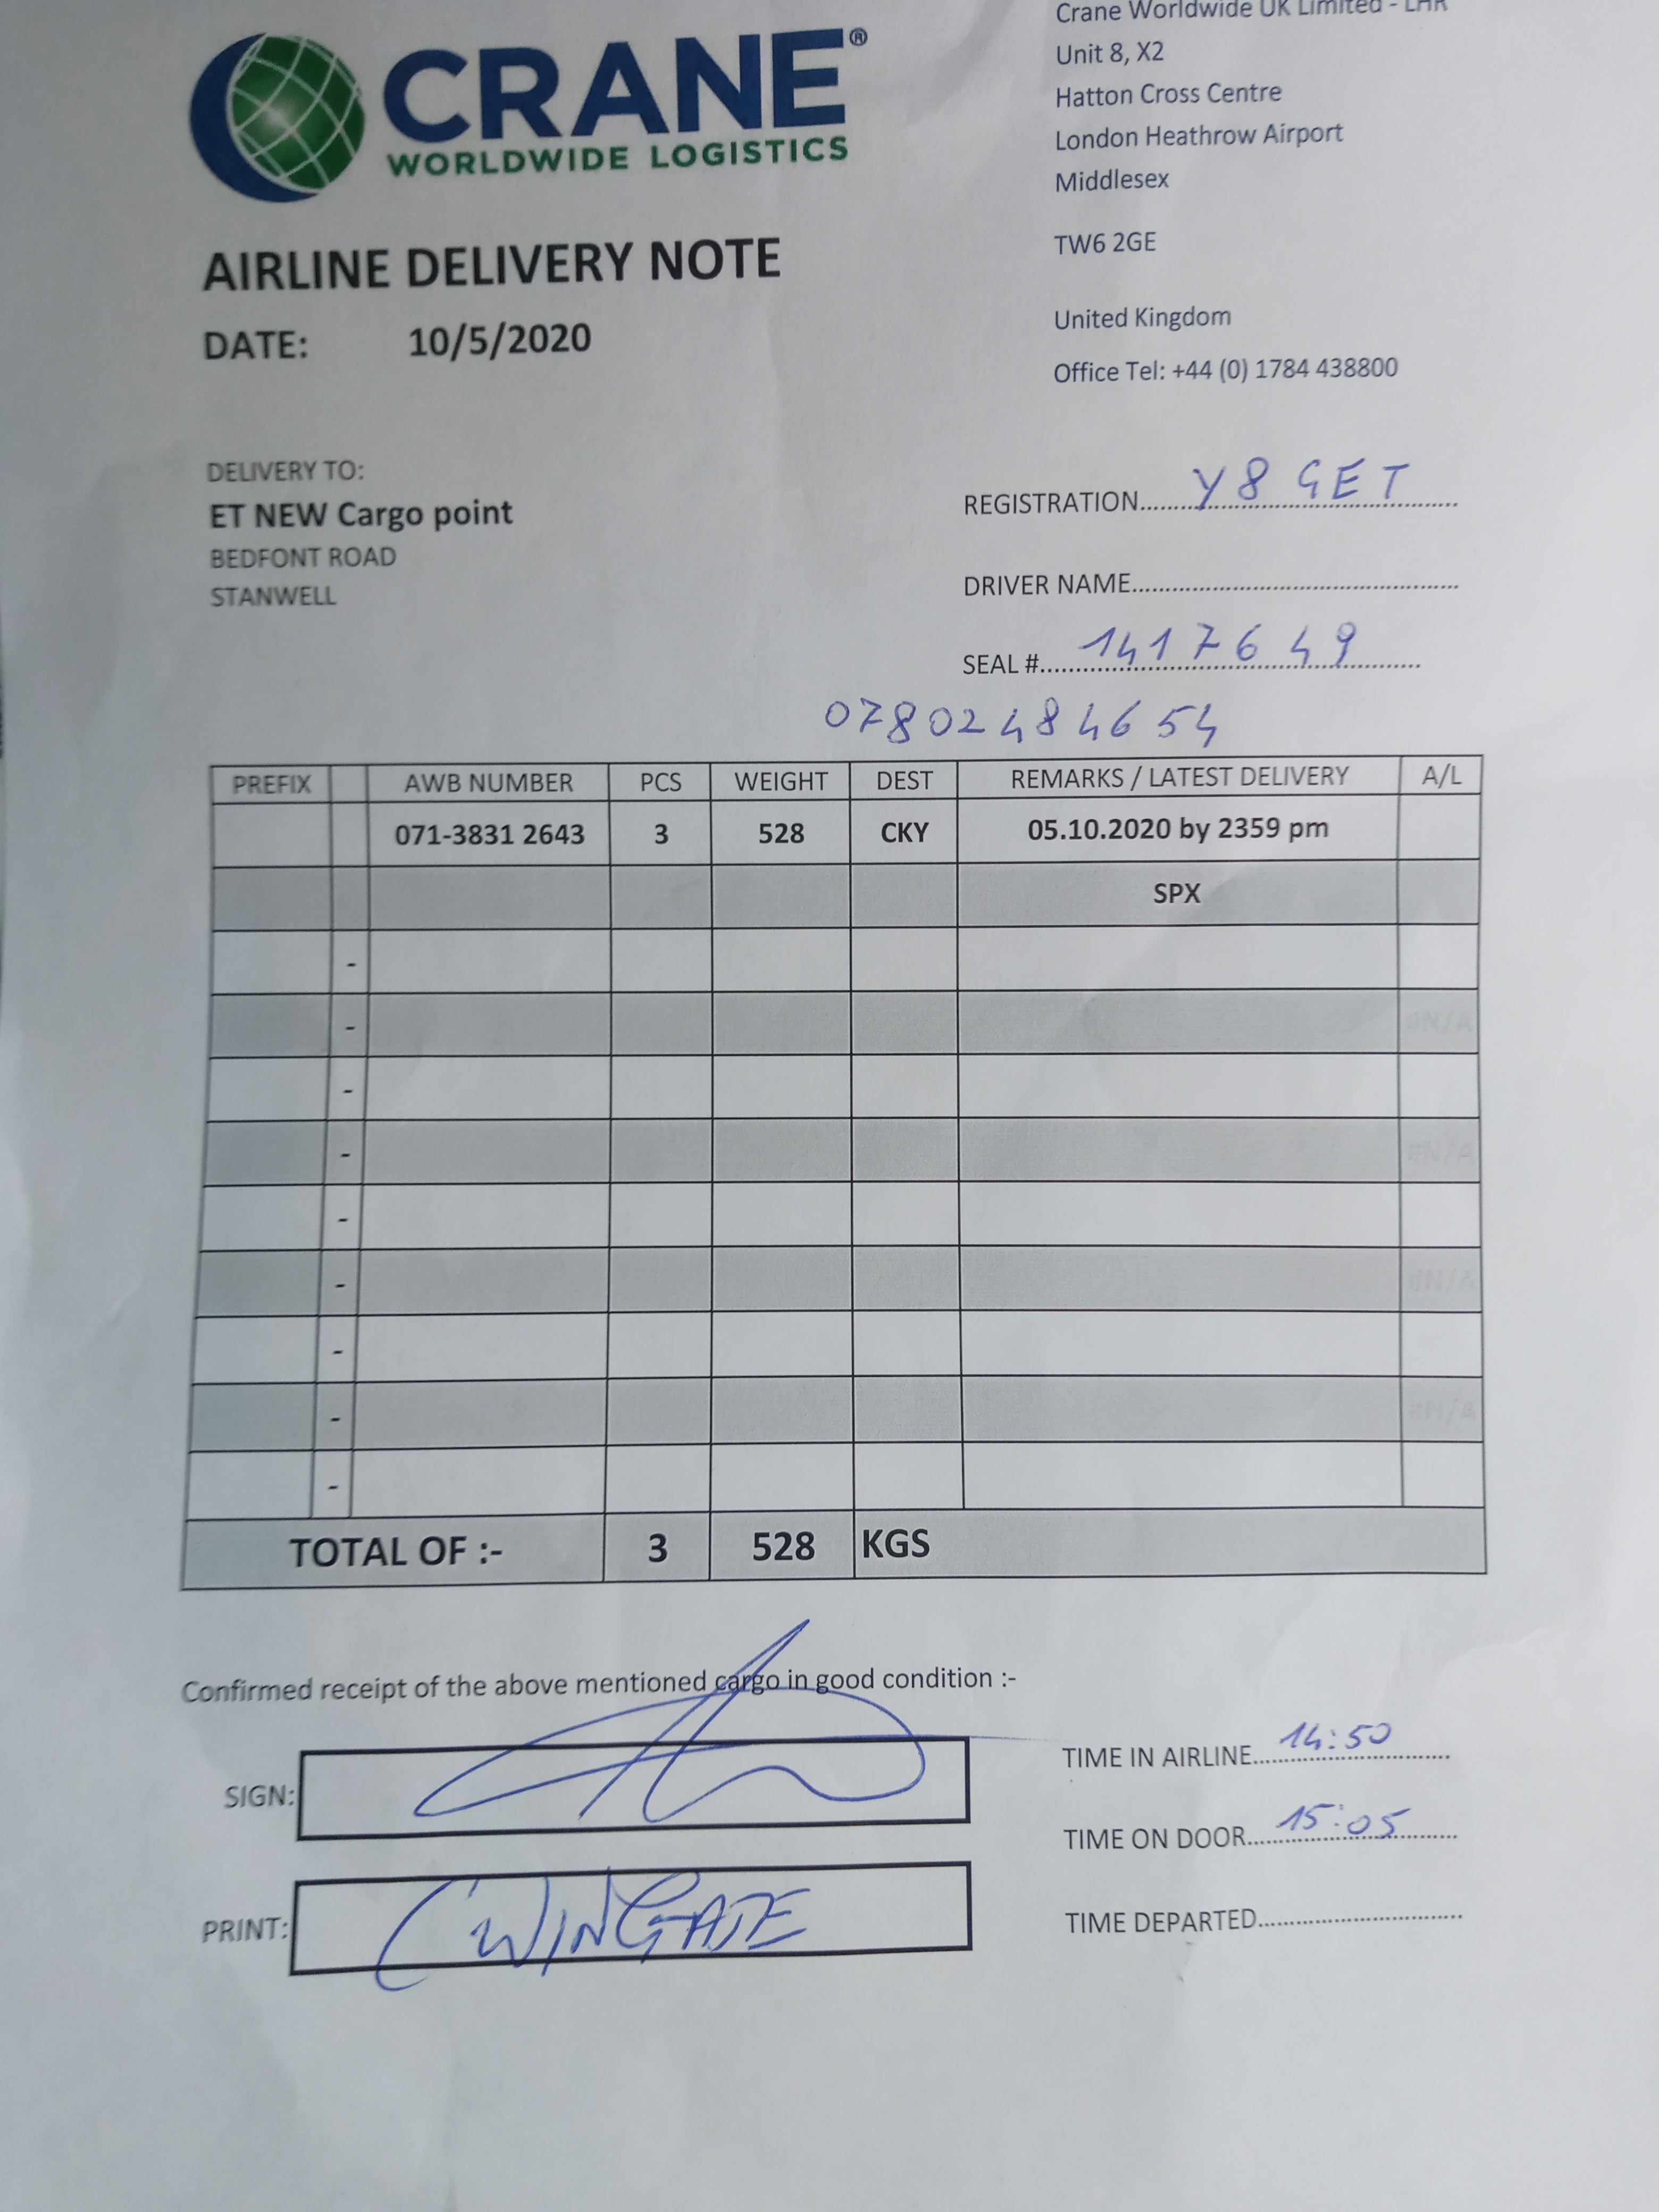 CRANE®
WORLDWIDE LOGISTICS
Crane Worldwide UK Limited - LHR
Unit 8, X2
Hatton Cross Centre
London Heathrow Airport
Middlesex
TW6 2GE
United Kingdom
Office Tel: +44 (0) 1784 438800
AIRLINE DELIVERY NOTE
DATE: 10/5/2020
DELIVERY TO:
ET NEW Cargo point
BEDFONT ROAD
STANWELL
REGISTRATION Y8 GET
DRIVER NAME
SEAL # 1417649
07802484654
PREFIX AWB NUMBER PCS WEIGHT DEST REMARKS / LATEST DELIVERY A/L
071-3831 2643 3 528 CKY 05.10.2020 by 2359 pm
SPX
-
- #N/A
-
- #N/A
-
- #N/A
-
- #N/A
-
TOTAL OF :- 3 528 KGS
Confirmed receipt of the above mentioned cargo in good condition :-
SIGN:
PRINT: C WINGATE
TIME IN AIRLINE 14:50
TIME ON DOOR 15:05
TIME DEPARTED